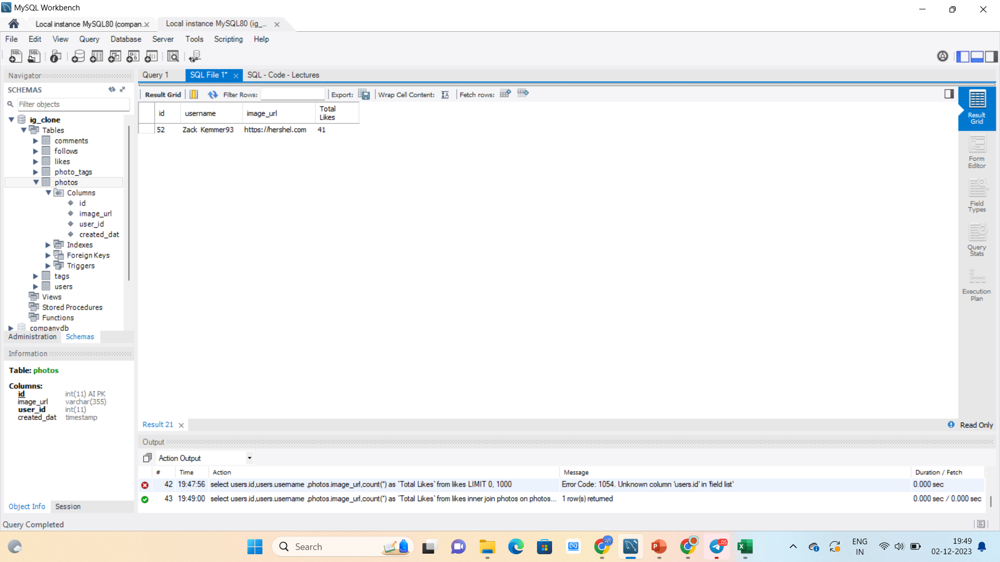 MySQL Workbench
Local instance MySQL80 (compan.
Local instance MySQL80 (ig_...
File Edit View Query Database Server Tools Scripting Help
Navigator
SCHEMAS
Filter objects
ig_clone
Tables
comments
follows
likes
photo_tags
photos
Columns
id
image_url
user_id
created_dat
Indexes
Foreign Keys
Triggers
tags
users
Views
Stored Procedures
Functions
companydb
Administration Schemas
Information
Table: photos
Columns:
id int(11) AI PK
image_url varchar(355)
user_id int(11)
created_dat timestamp
Object Info Session
Query 1 SQL File 1* SQL - Code - Lectures
Result Grid Filter Rows: Export: Wrap Cell Content: Fetch rows:
id username image_url Total Likes
52 Zack Kemmer93 https://hershel.com 41
Result Grid
Form Editor
Field Types
Query Stats
Execution Plan
Result 21 Read Only
Output
Action Output
# Time Action Message Duration / Fetch
42 19:47:56 select users.id,users.username ,photos.image_url,count(*) as `Total Likes` from likes LIMIT 0, 1000 Error Code: 1054. Unknown column 'users.id' in 'field list' 0.000 sec
43 19:49:00 select users.id,users.username ,photos.image_url,count(*) as `Total Likes` from likes inner join photos on photos... 1 row(s) returned 0.000 sec / 0.000 sec
Query Completed
Search
.05
ENG
IN
19:49
02-12-2023